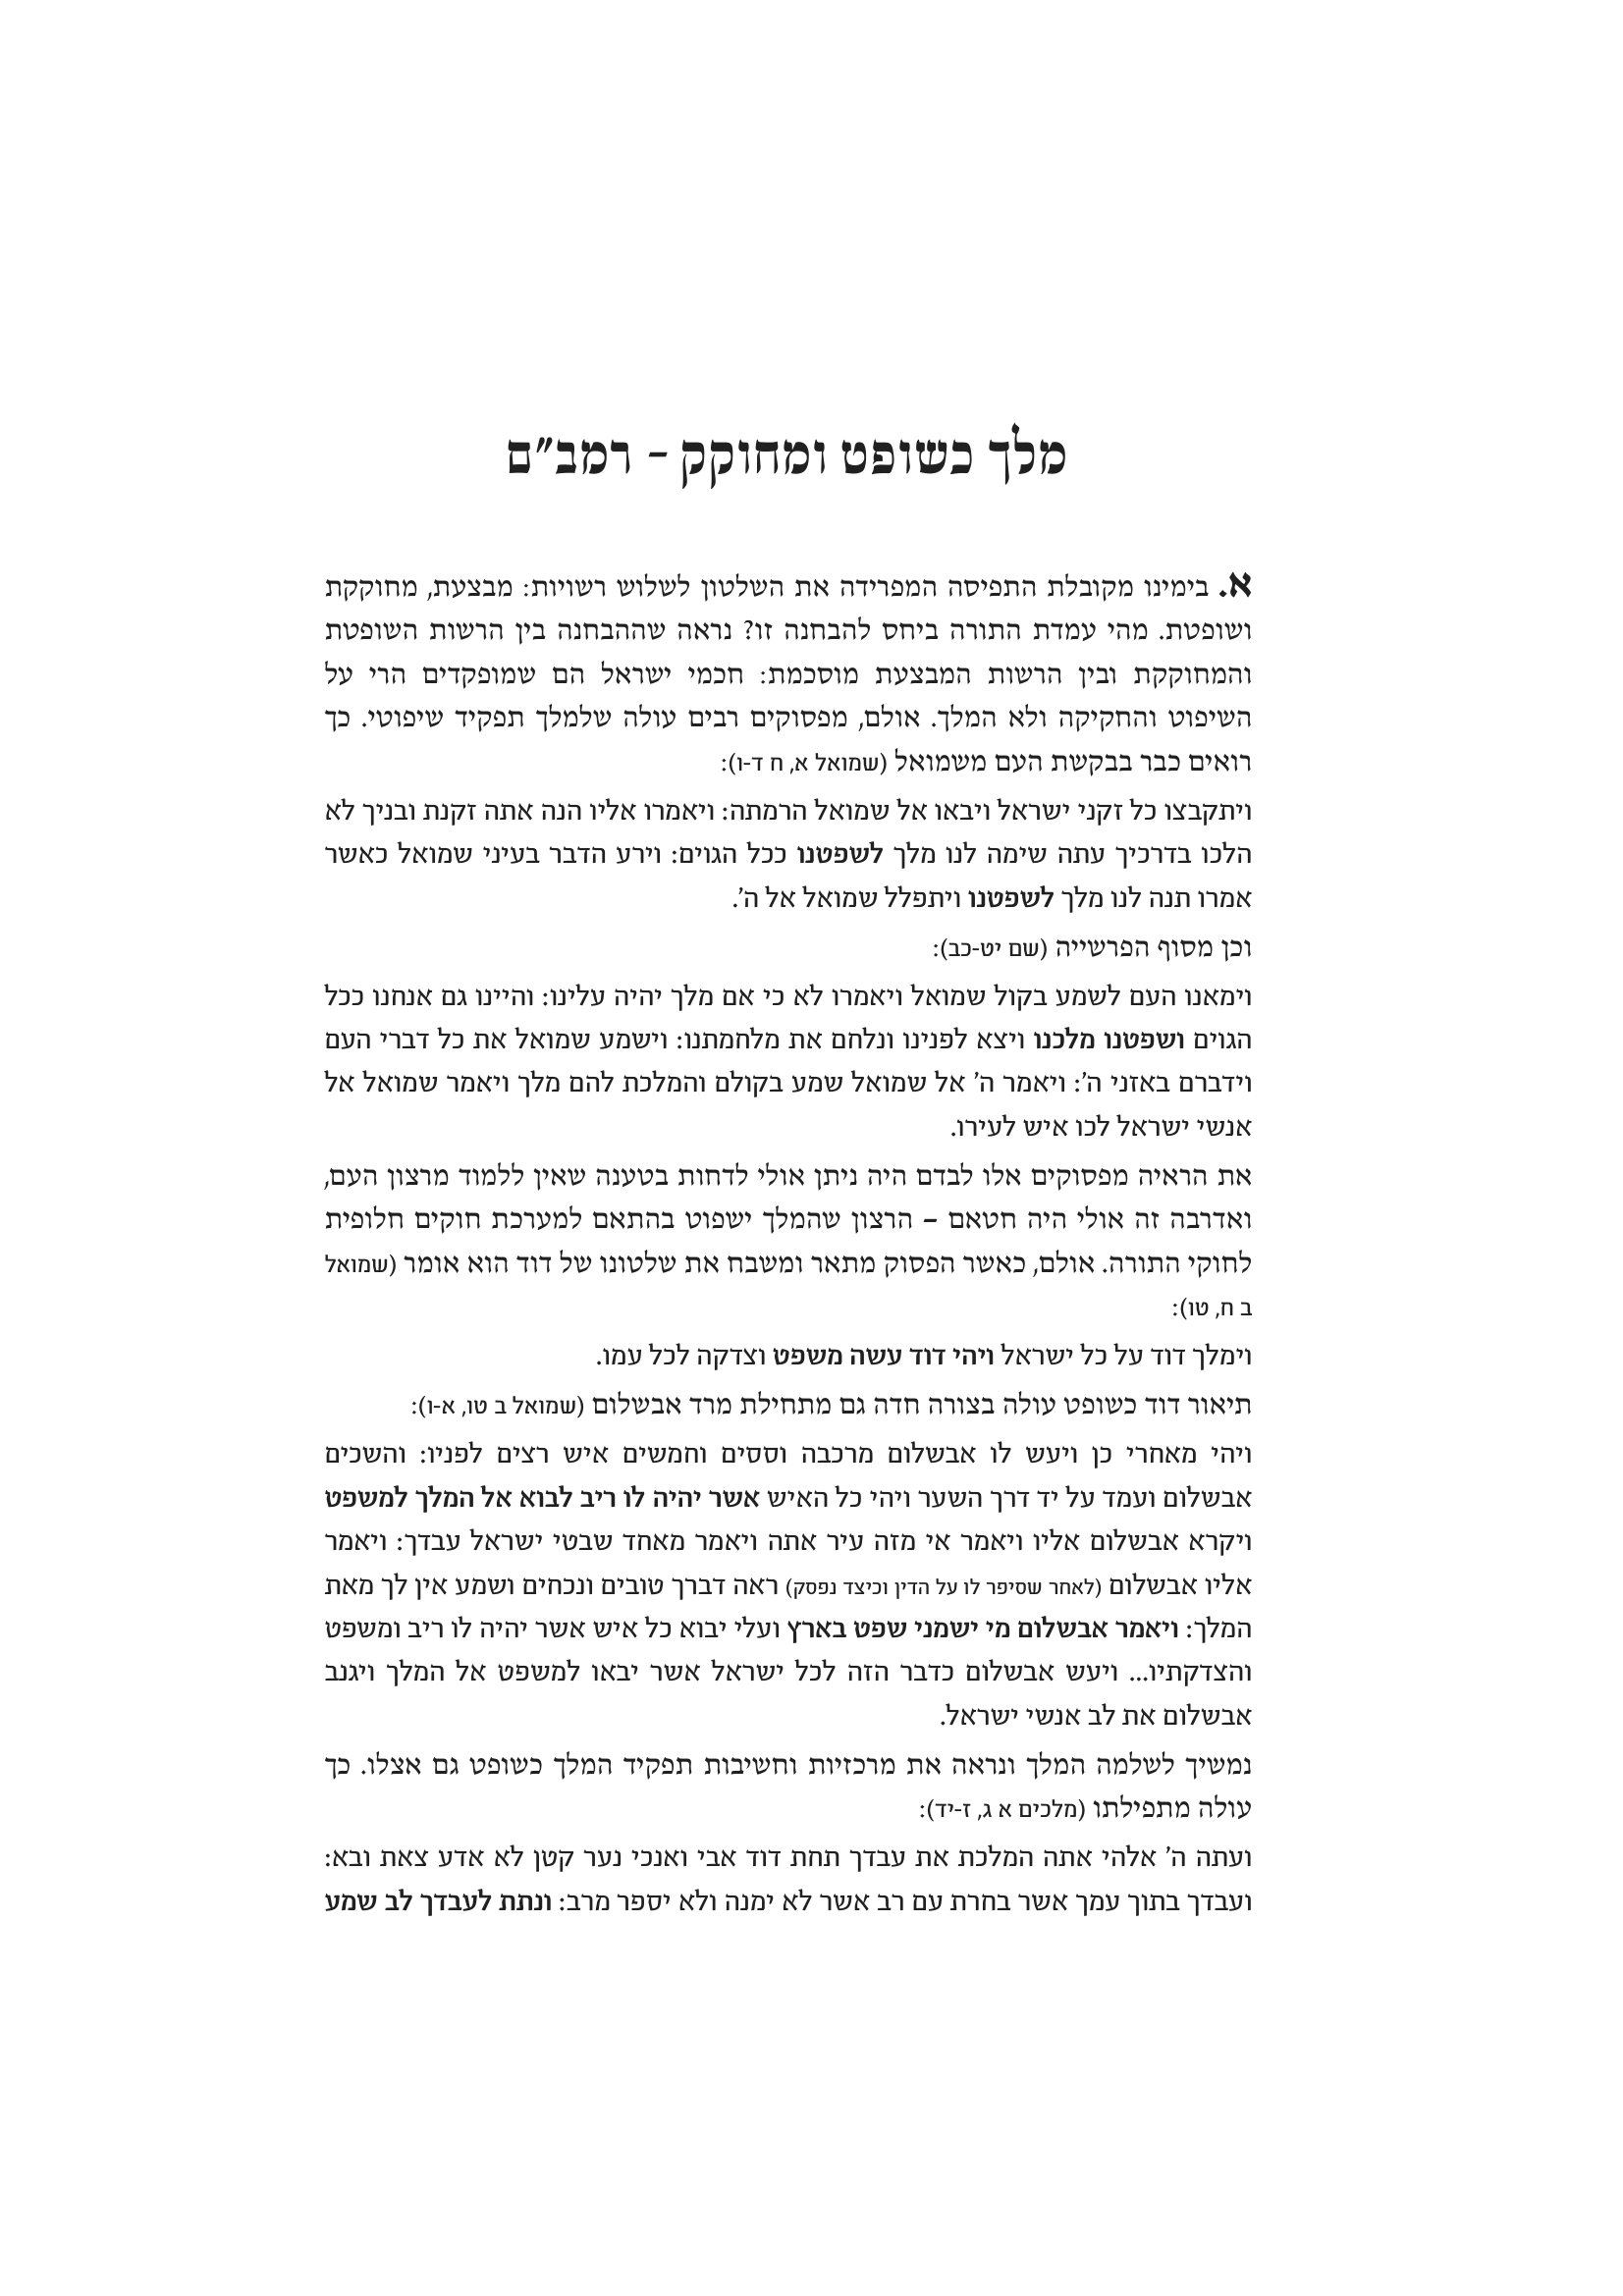 מלך כשופט ומחוקק – רמב"ם
א. בימינו מקובלת התפיסה המפרידה את השלטון לשלוש רשויות: מבצעת, מחוקקת
ושופטת. מהי עמדת התורה ביחס להבחנה זו? נראה שההבחנה בין הרשות השופטת
והמחוקקת ובין הרשות המבצעת מוסכמת: חכמי ישראל הם שמופקדים הרי על
השיפוט והחקיקה ולא המלך. אולם, מפסוקים רבים עולה שלמלך תפקיד שיפוטי. כך
רואים כבר בבקשת העם משמואל (שמואל א, ח ד-ו):
ויתקבצו כל זקני ישראל ויבאו אל שמואל הרמתה: ויאמרו אליו הנה אתה זקנת ובניך לא
הלכו בדרכיך עתה שימה לנו מלך לשפטנו ככל הגוים: וירע הדבר בעיני שמואל כאשר
אמרו תנה לנו מלך לשפטנו ויתפלל שמואל אל ה'.
וכן מסוף הפרשייה (שם יט-כב):
וימאנו העם לשמע בקול שמואל ויאמרו לא כי אם מלך יהיה עלינו: והיינו גם אנחנו ככל
הגוים ושפטנו מלכנו ויצא לפנינו ונלחם את מלחמתנו: וישמע שמואל את כל דברי העם
וידברם באזני ה': ויאמר ה' אל שמואל שמע בקולם והמלכת להם מלך ויאמר שמואל אל
אנשי ישראל לכו איש לעירו.
את הראיה מפסוקים אלו לבדם היה ניתן אולי לדחות בטענה שאין ללמוד מרצון העם,
ואדרבה זה אולי היה חטאם – הרצון שהמלך ישפוט בהתאם למערכת חוקים חלופית
לחוקי התורה. אולם, כאשר הפסוק מתאר ומשבח את שלטונו של דוד הוא אומר (שמואל
ב ח, טו):
וימלך דוד על כל ישראל ויהי דוד עשה משפט וצדקה לכל עמו.
תיאור דוד כשופט עולה בצורה חדה גם מתחילת מרד אבשלום (שמואל ב טו, א-ו):
ויהי מאחרי כן ויעש לו אבשלום מרכבה וססים וחמשים איש רצים לפניו: והשכים
אבשלום ועמד על יד דרך השער ויהי כל האיש אשר יהיה לו ריב לבוא אל המלך למשפט
ויקרא אבשלום אליו ויאמר אי מזה עיר אתה ויאמר מאחד שבטי ישראל עבדך: ויאמר
אליו אבשלום (לאחר שסיפר לו על הדין וכיצד נפסק) ראה דברך טובים ונכחים ושמע אין לך מאת
המלך: ויאמר אבשלום מי ישמני שפט בארץ ועלי יבוא כל איש אשר יהיה לו ריב ומשפט
והצדקתיו... ויעש אבשלום כדבר הזה לכל ישראל אשר יבאו למשפט אל המלך ויגנב
אבשלום את לב אנשי ישראל.
נמשיך לשלמה המלך ונראה את מרכזיות וחשיבות תפקיד המלך כשופט גם אצלו. כך
עולה מתפילתו (מלכים א ג, ז-יד):
ועתה ה' אלהי אתה המלכת את עבדך תחת דוד אבי ואנכי נער קטן לא אדע צאת ובא:
ועבדך בתוך עמך אשר בחרת עם רב אשר לא ימנה ולא יספר מרב: ונתת לעבדך לב שמע